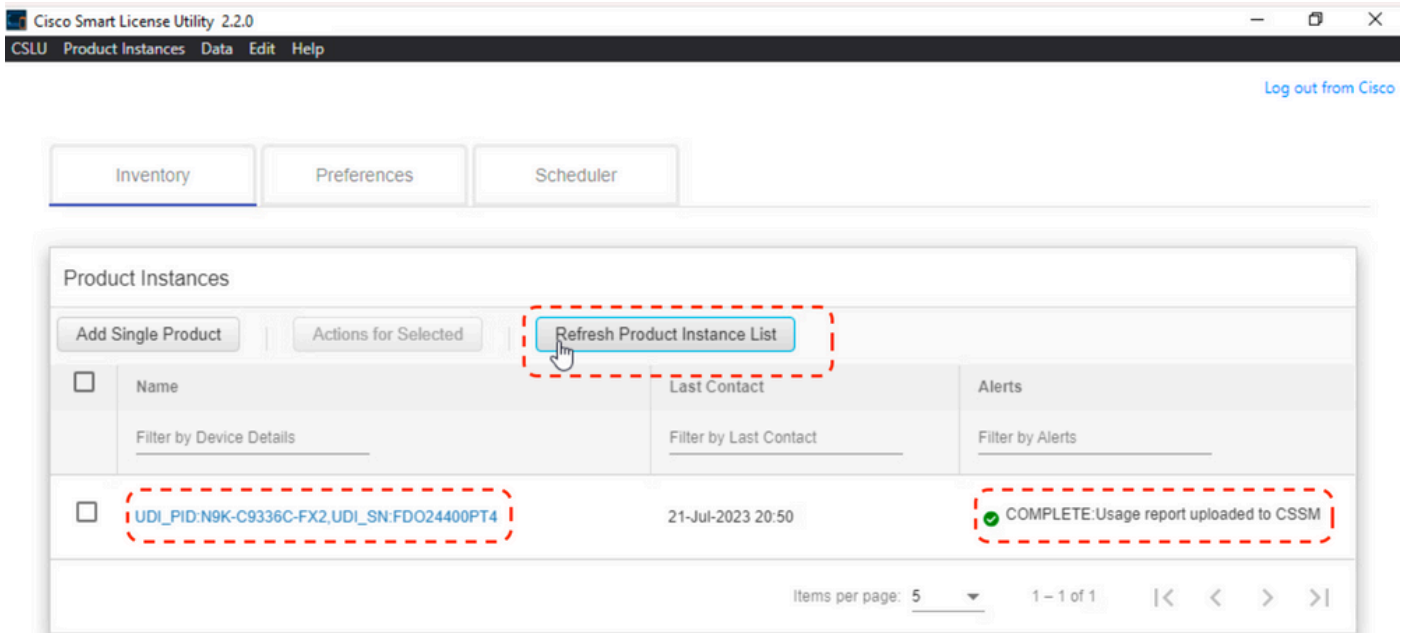 Cisco Smart License Utility 2.2.0
CSLU Product Instances Data Edit Help
Log out from Cisco
Inventory Preferences Scheduler
Product Instances
Add Single Product Actions for Selected Refresh Product Instance List
Name Last Contact Alerts
Filter by Device Details Filter by Last Contact Filter by Alerts
UDI_PID:N9K-C9336C-FX2,UDI_SN:FDO24400PT4 21-Jul-2023 20:50 COMPLETE:Usage report uploaded to CSSM
Items per page: 5 1 – 1 of 1